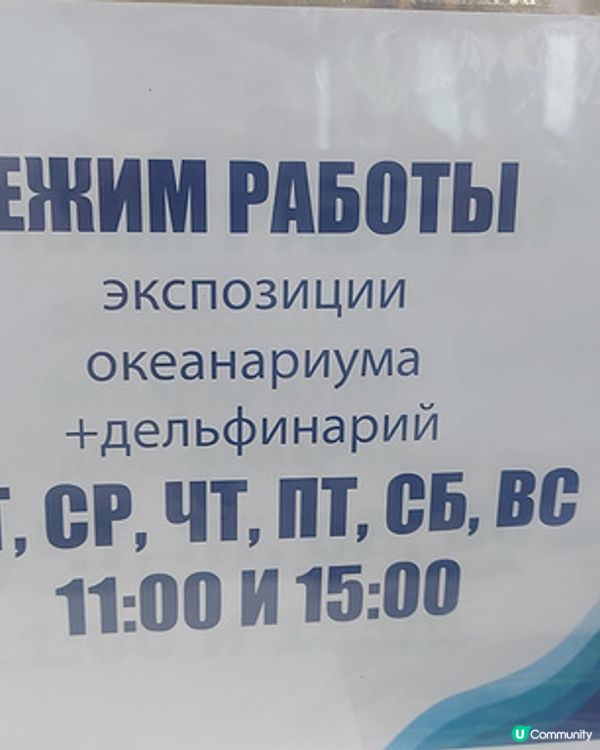 ЕЖИМ РАБОТЫ
экспозиции
океанариума
+дельфинарий
Т, СР, ЧТ, ПТ, СБ, ВС
11:00 И 15:00
U Community